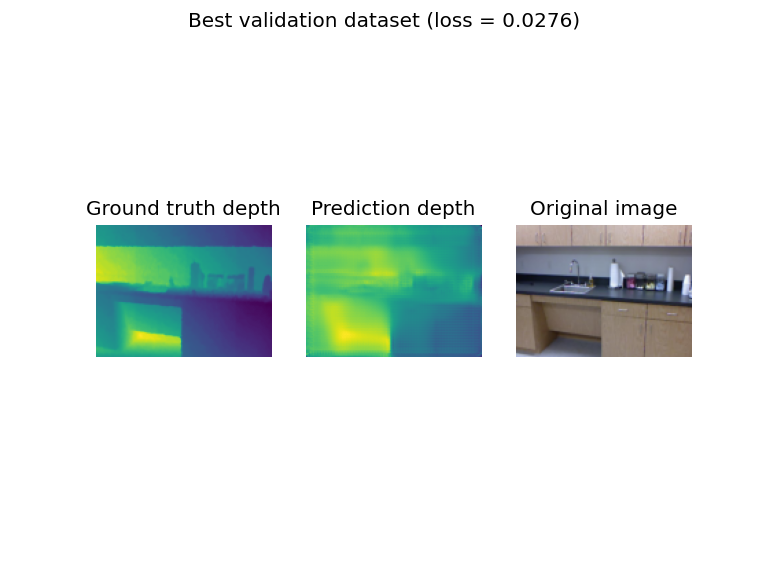 Best validation dataset (loss = 0.0276)
Ground truth depth
Prediction depth
Original image